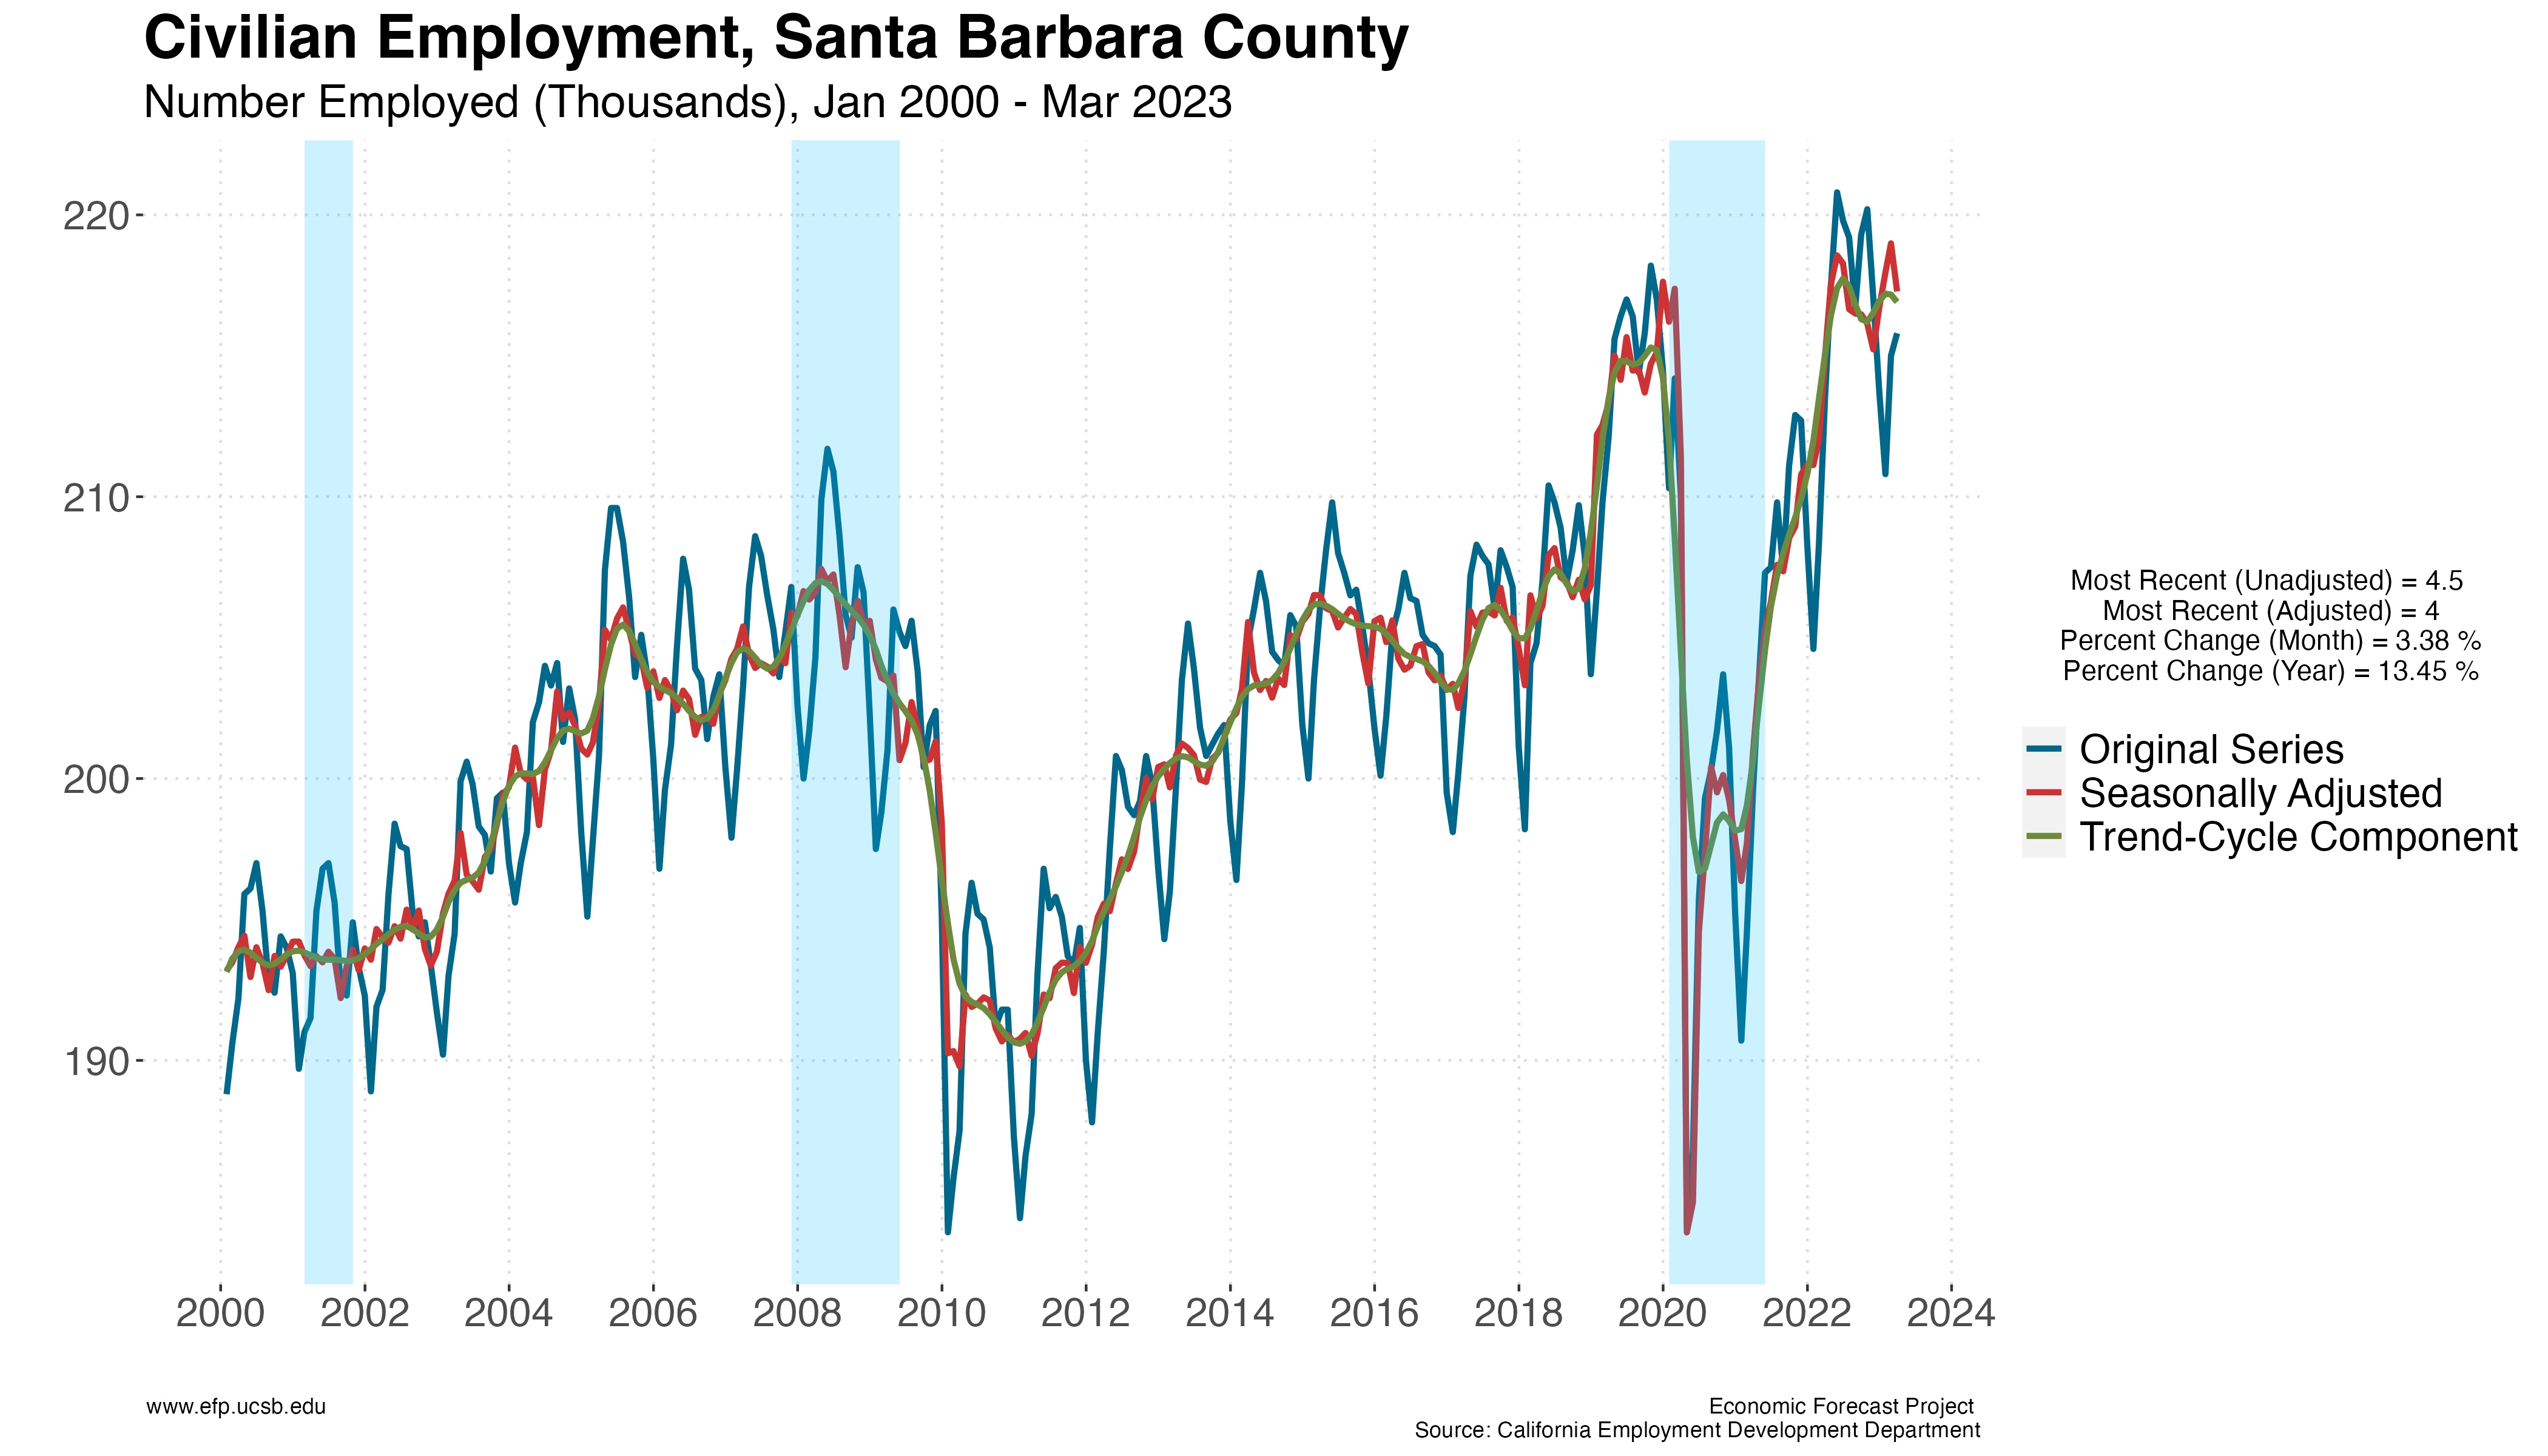 Civilian Employment, Santa Barbara County
Number Employed (Thousands), Jan 2000 - Mar 2023
220
210
200
190
2000 2002 2004 2006 2008 2010 2012 2014 2016 2018 2020 2022 2024
Most Recent (Unadjusted) = 4.5
Most Recent (Adjusted) = 4
Percent Change (Month) = 3.38 %
Percent Change (Year) = 13.45 %
Original Series
Seasonally Adjusted
Trend-Cycle Component
www.efp.ucsb.edu
Economic Forecast Project
Source: California Employment Development Department